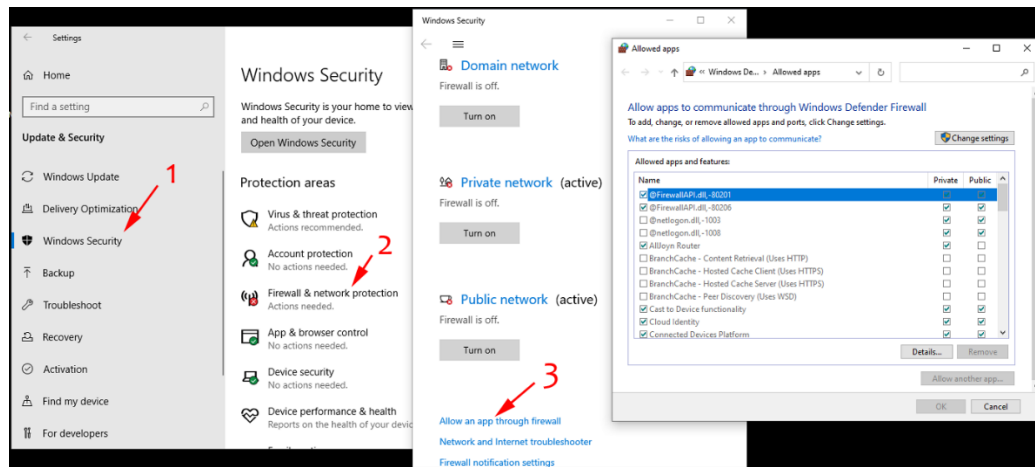 Settings
Home
Find a setting
Update & Security
Windows Update
Delivery Optimization
Windows Security
Backup
Troubleshoot
Recovery
Activation
Find my device
For developers
1
Windows Security
Windows Security is your home to view
and health of your device.
Open Windows Security
Protection areas
Virus & threat protection
Actions recommended.
Account protection
No actions needed.
2
Firewall & network protection
Actions needed.
App & browser control
No actions needed.
Device security
No actions needed.
Device performance & health
Reports on the health of your devic
Windows Security
Domain network
Firewall is off.
Turn on
Private network (active)
Firewall is off.
Turn on
Public network (active)
Firewall is off.
Turn on
3
Allow an app through firewall
Network and Internet troubleshooter
Firewall notification settings
Allowed apps
« Windows De... › Allowed apps
Allow apps to communicate through Windows Defender Firewall
To add, change, or remove allowed apps and ports, click Change settings.
What are the risks of allowing an app to communicate?
Change settings
Allowed apps and features:
Name Private Public
@FirewallAPI.dll,-80201
@FirewallAPI.dll,-80206
@netlogon.dll,-1003
@netlogon.dll,-1008
AllJoyn Router
BranchCache - Content Retrieval (Uses HTTP)
BranchCache - Hosted Cache Client (Uses HTTPS)
BranchCache - Hosted Cache Server (Uses HTTPS)
BranchCache - Peer Discovery (Uses WSD)
Cast to Device functionality
Cloud Identity
Connected Devices Platform
Details... Remove
Allow another app...
OK Cancel